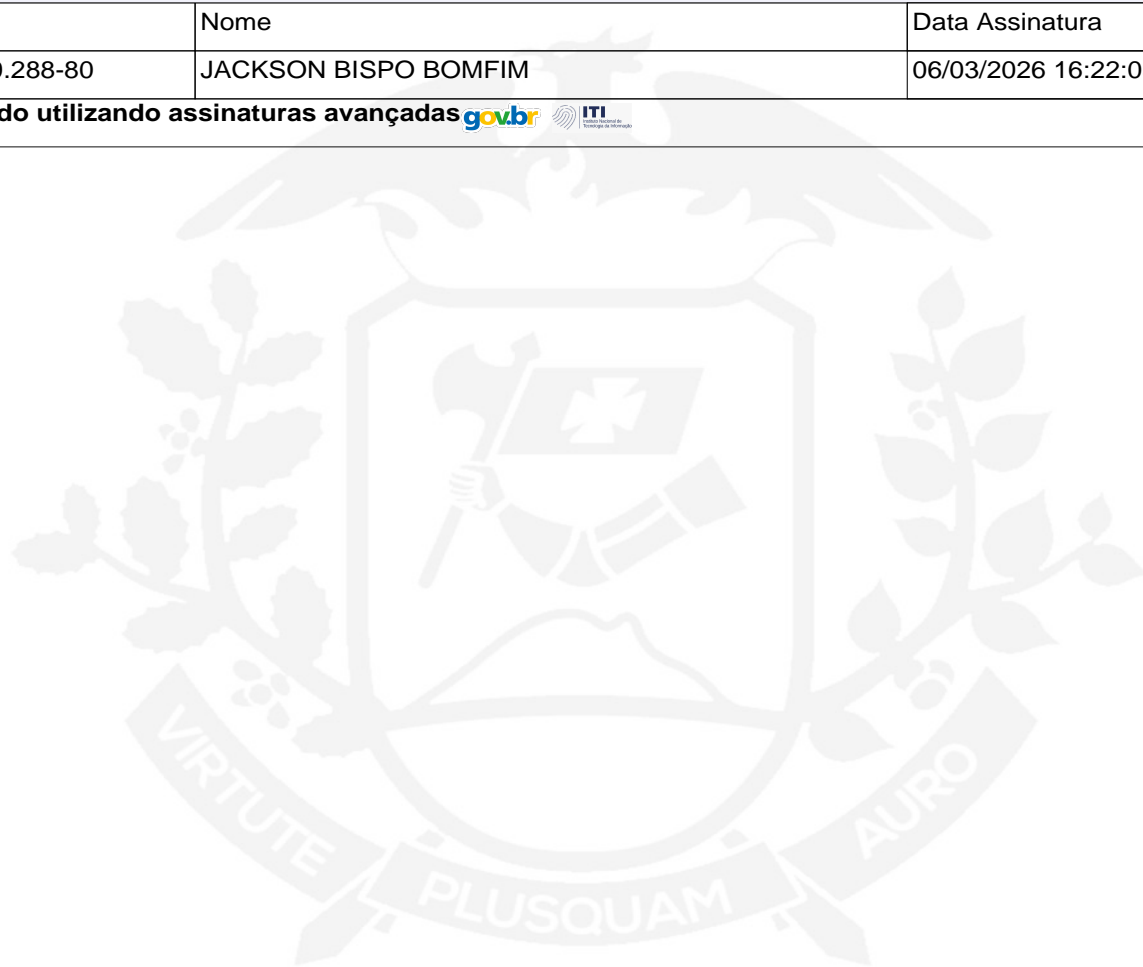 Nome Data Assinatura
.288-80 JACKSON BISPO BOMFIM 06/03/2026 16:22:0
do utilizando assinaturas avançadas gov.br ITI
VIRTUTE PLUSQUAM AURO